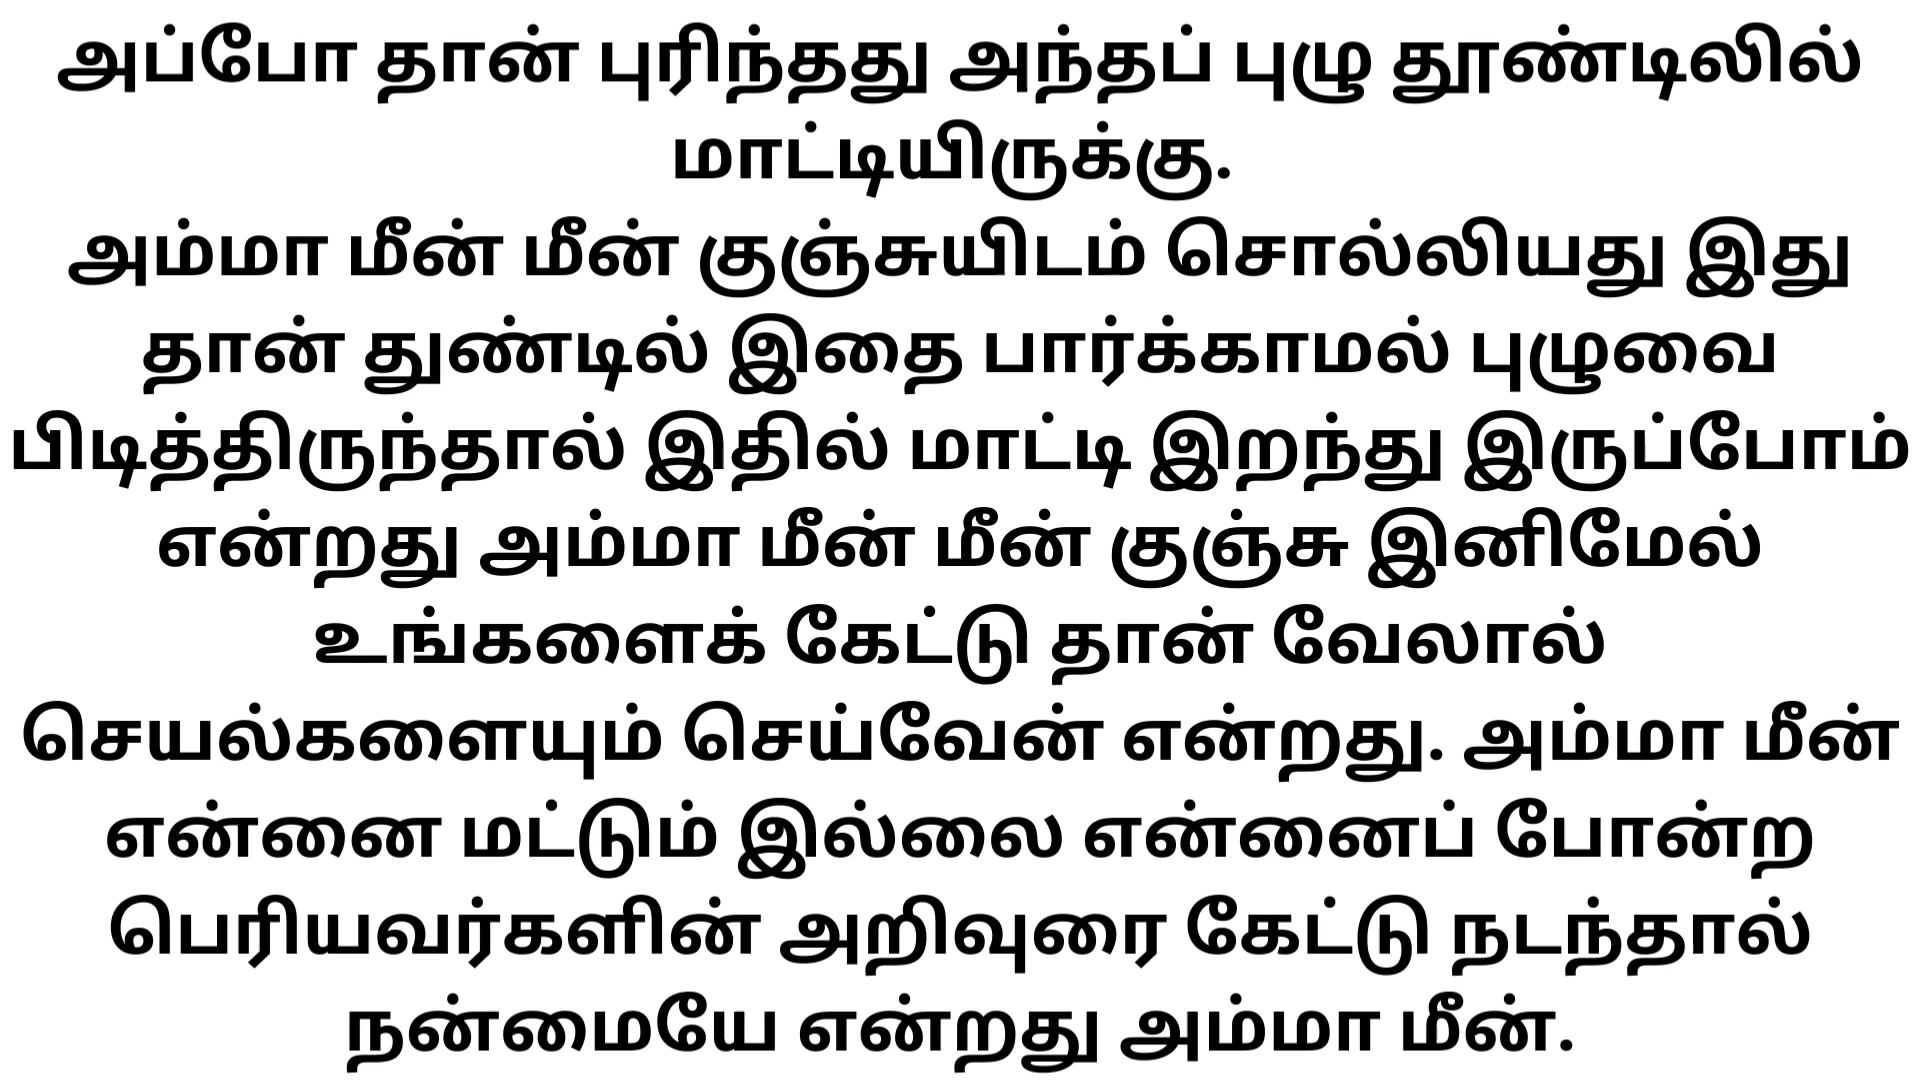 அப்போ தான் புரிந்தது அந்தப் புழு தூண்டிலில்
மாட்டியிருக்கு.
அம்மா மீன் மீன் குஞ்சுயிடம் சொல்லியது இது
தான் துண்டில் இதை பார்க்காமல் புழுவை
பிடித்திருந்தால் இதில் மாட்டி இறந்து இருப்போம்
என்றது அம்மா மீன் மீன் குஞ்சு இனிமேல்
உங்களைக் கேட்டு தான் வேலால்
செயல்களையும் செய்வேன் என்றது. அம்மா மீன்
என்னை மட்டும் இல்லை என்னைப் போன்ற
பெரியவர்களின் அறிவுரை கேட்டு நடந்தால்
நன்மையே என்றது அம்மா மீன்.